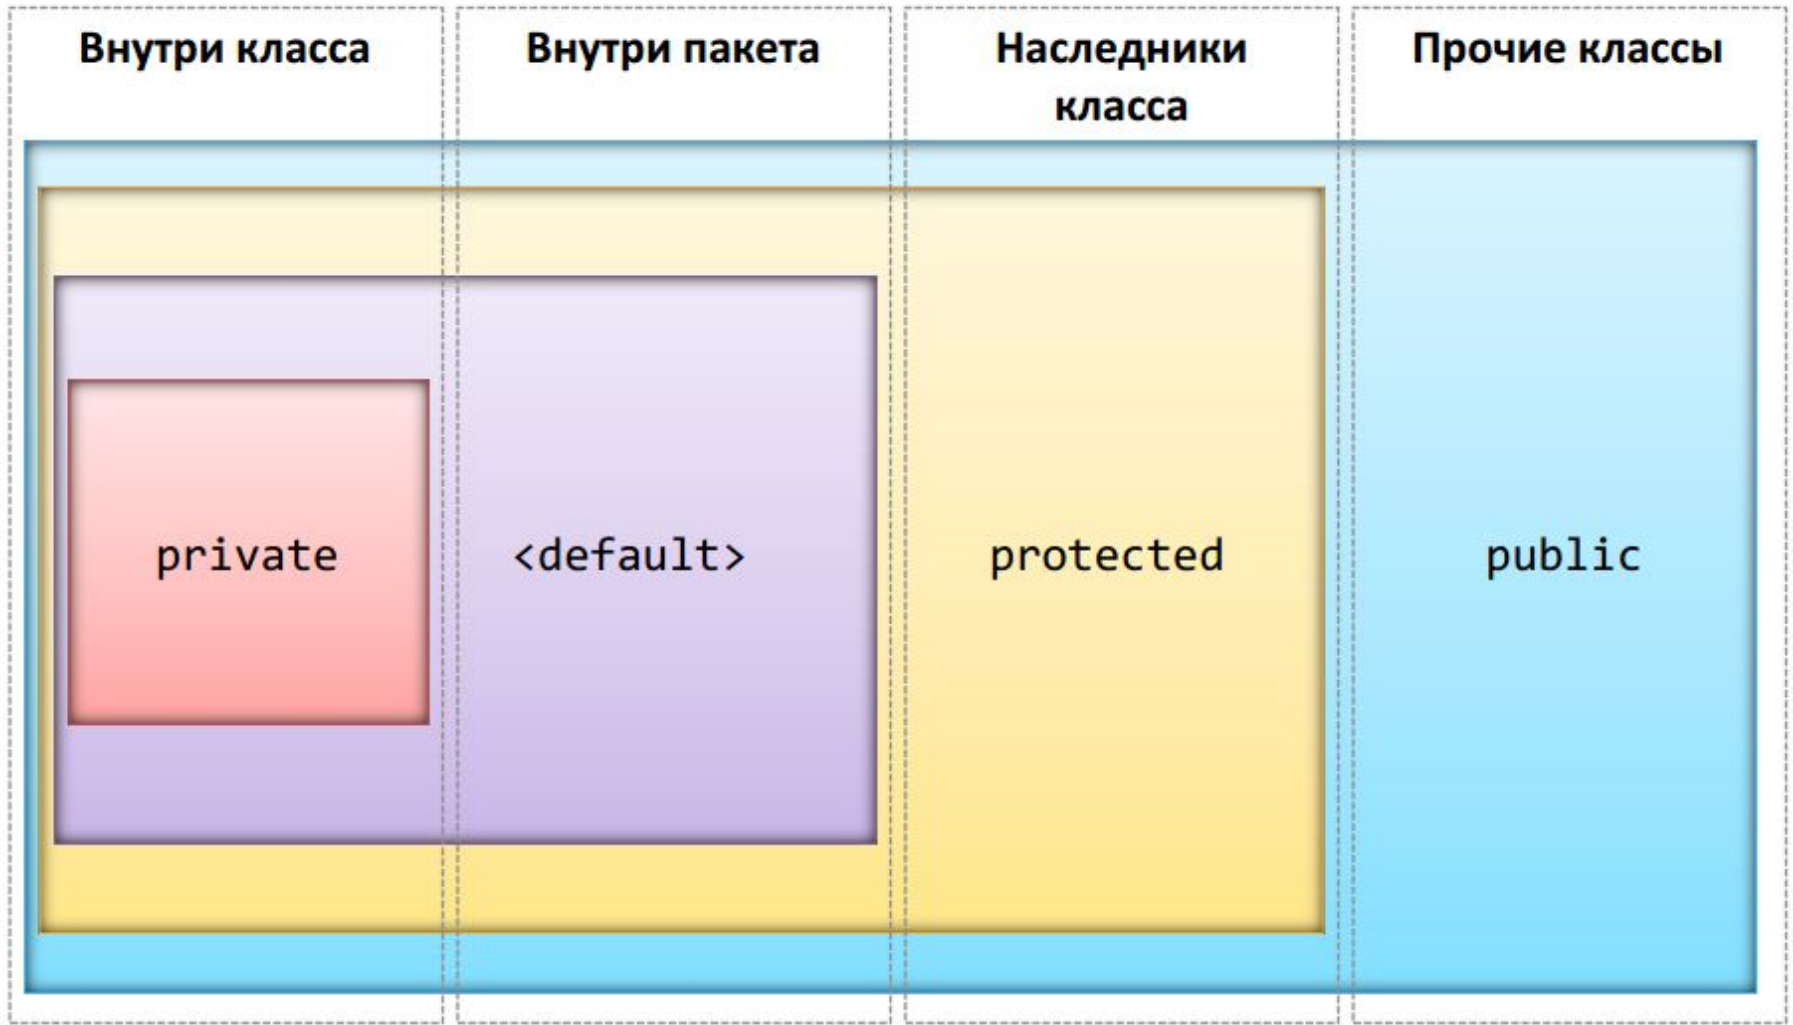 Внутри класса
Внутри пакета
Наследники
класса
Прочие классы
private
<default>
protected
public